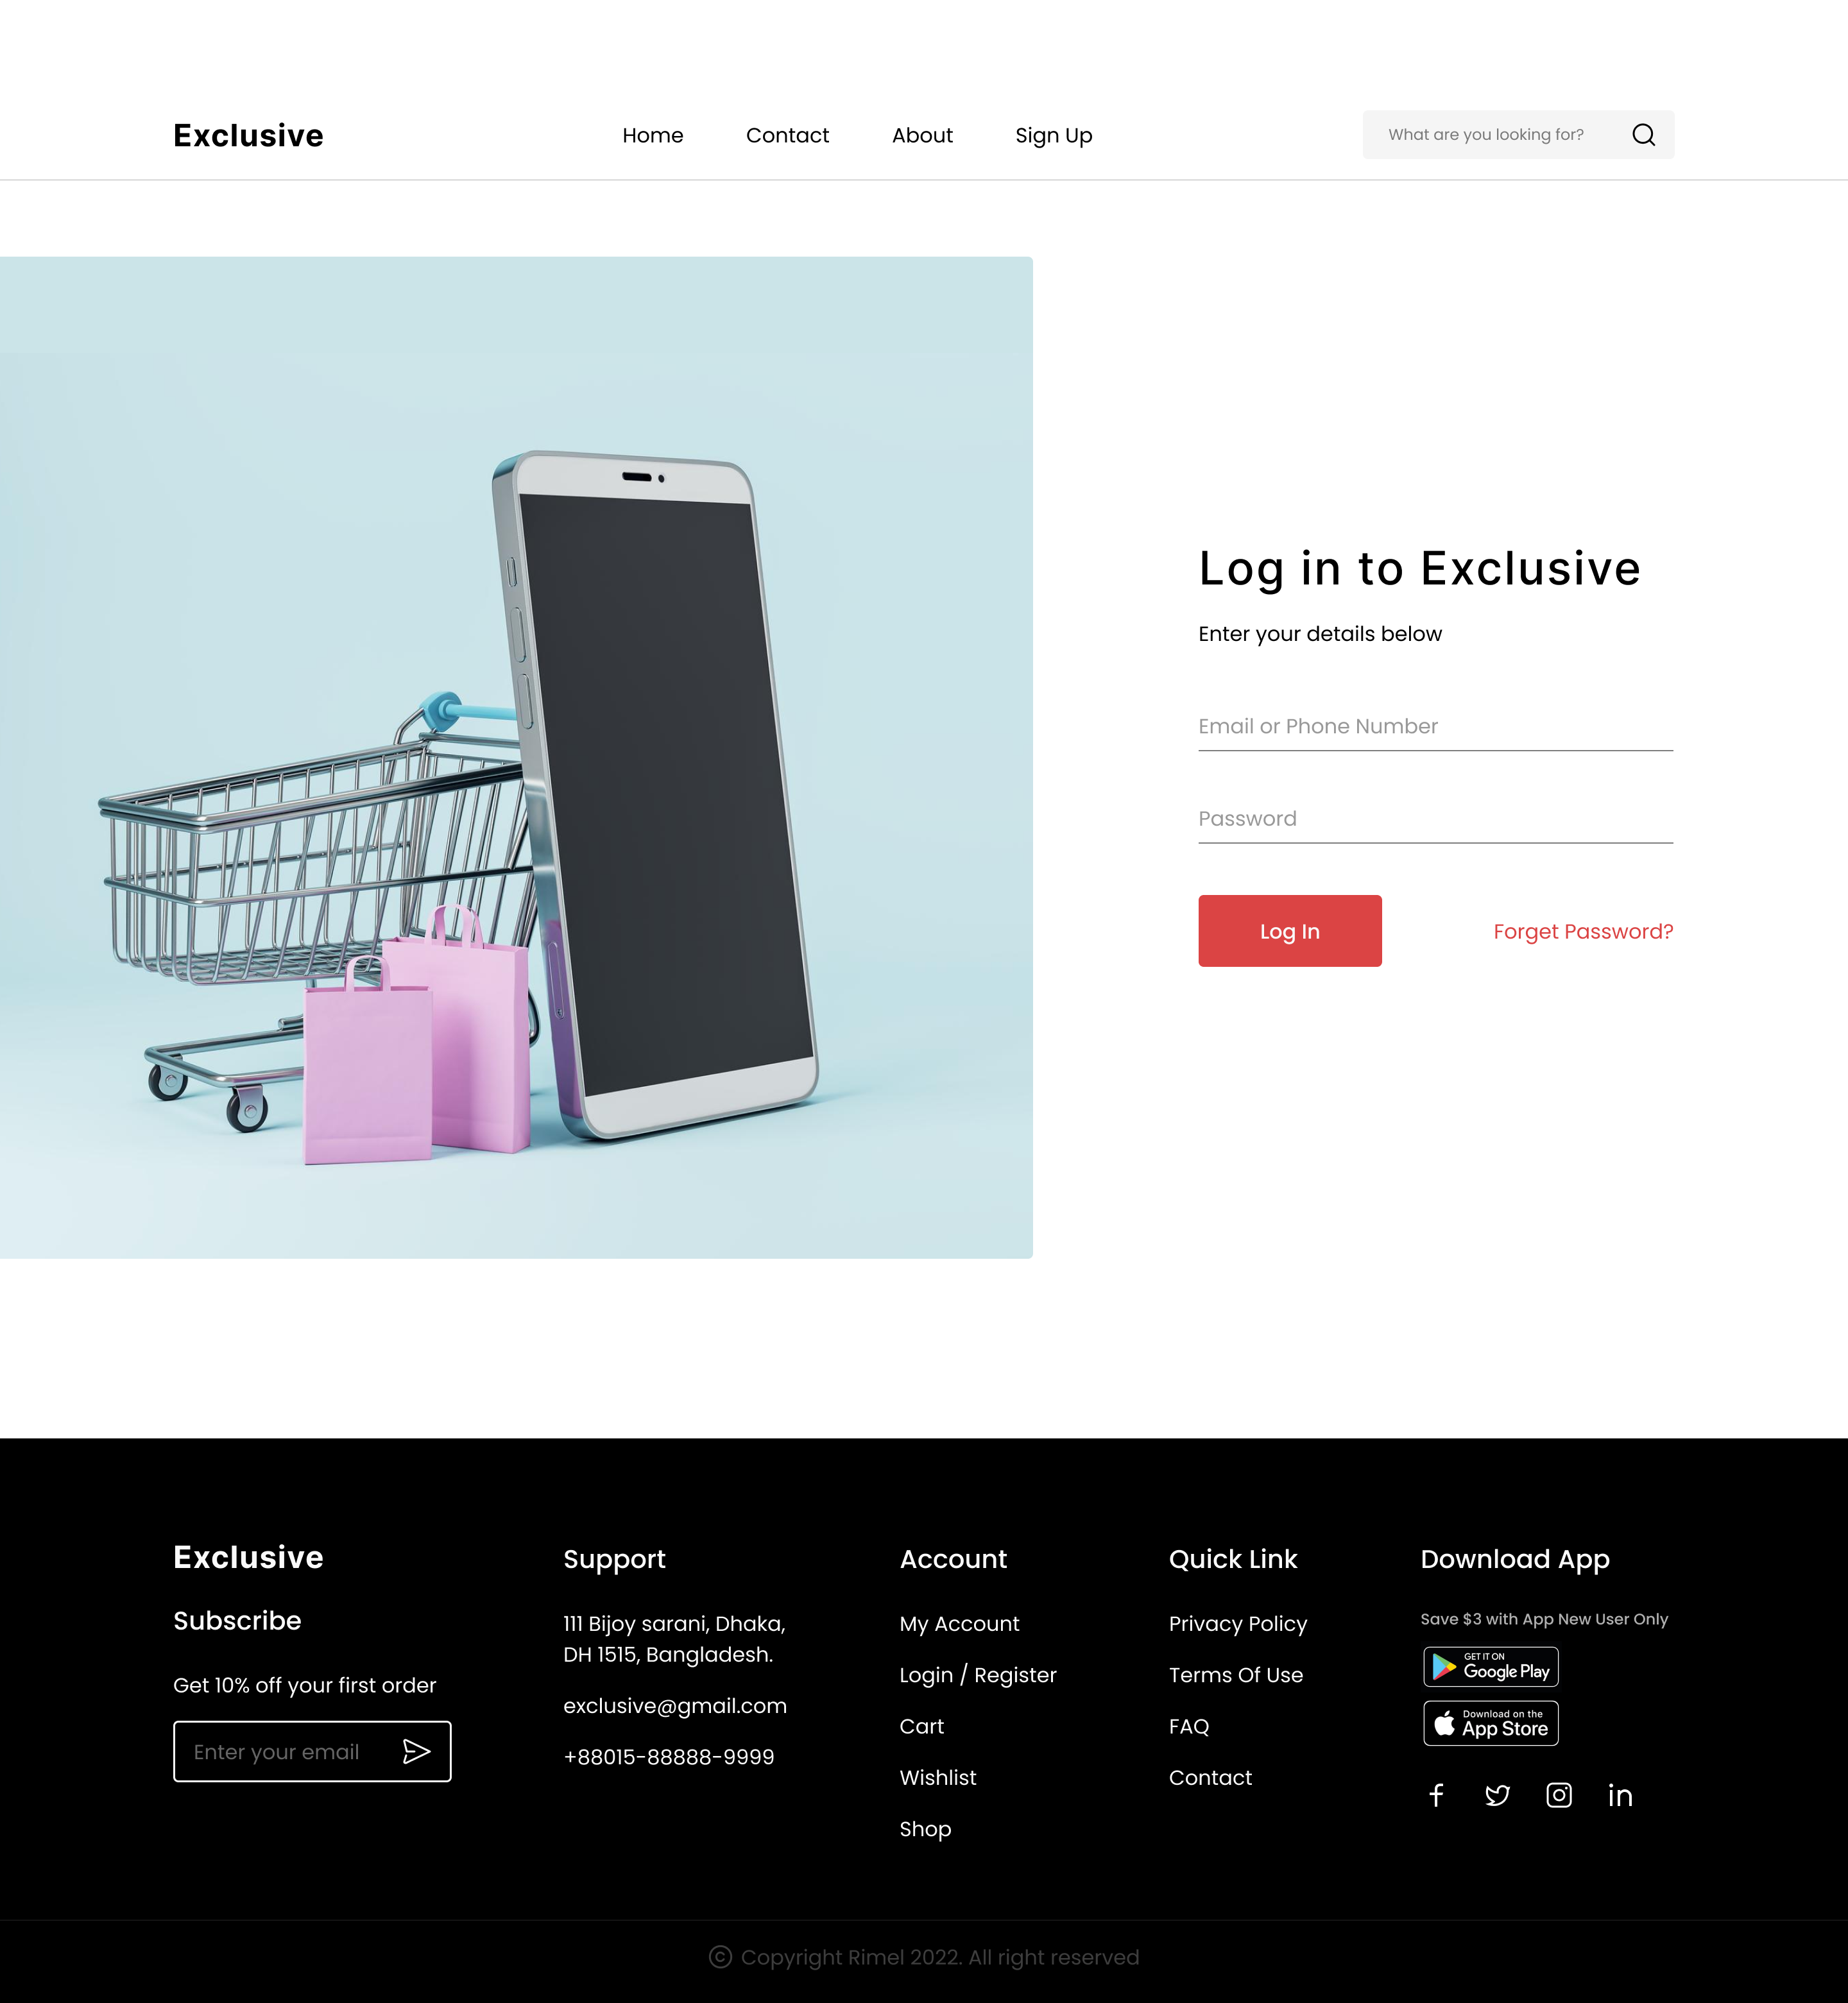 Exclusive
Home
Contact
About
Sign Up
What are you looking for?
Log in to Exclusive
Enter your details below
Email or Phone Number
Password
Log In
Forget Password?
Exclusive
Subscribe
Get 10% off your first order
Enter your email
Support
111 Bijoy sarani, Dhaka,
DH 1515, Bangladesh.
exclusive@gmail.com
+88015-88888-9999
Account
My Account
Login / Register
Cart
Wishlist
Shop
Quick Link
Privacy Policy
Terms Of Use
FAQ
Contact
Download App
Save $3 with App New User Only
GET IT ON
Google Play
Download on the
App Store
© Copyright Rimel 2022. All right reserved